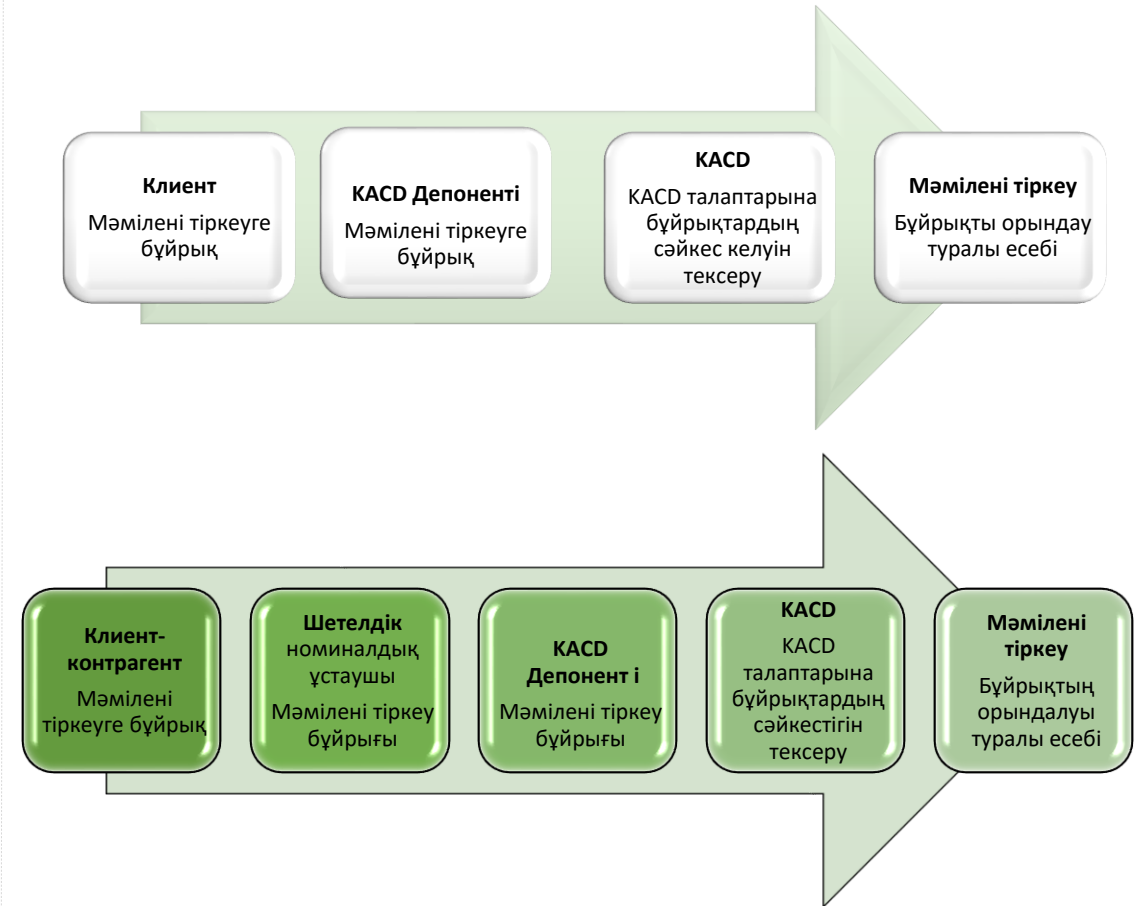 Клиент
Мәмілені тіркеуге
бұйрық
KACD Депоненті
Мәмілені тіркеуге
бұйрық
KACD
KACD талаптарына
бұйрықтардың
сәйкес келуін
тексеру
Мәмілені тіркеу
Бұйрықты орындау
туралы есебі
Клиент-
контрагент
Мәмілені
тіркеуге бұйрық
Шетелдік
номиналдық
ұстаушы
Мәмілені тіркеу
бұйрығы
KACD
Депонент і
Мәмілені тіркеу
бұйрығы
KACD
KACD
талаптарына
бұйрықтардың
сәйкестігін
тексеру
Мәмілені
тіркеу
Бұйрықтың
орындалуы
туралы есебі